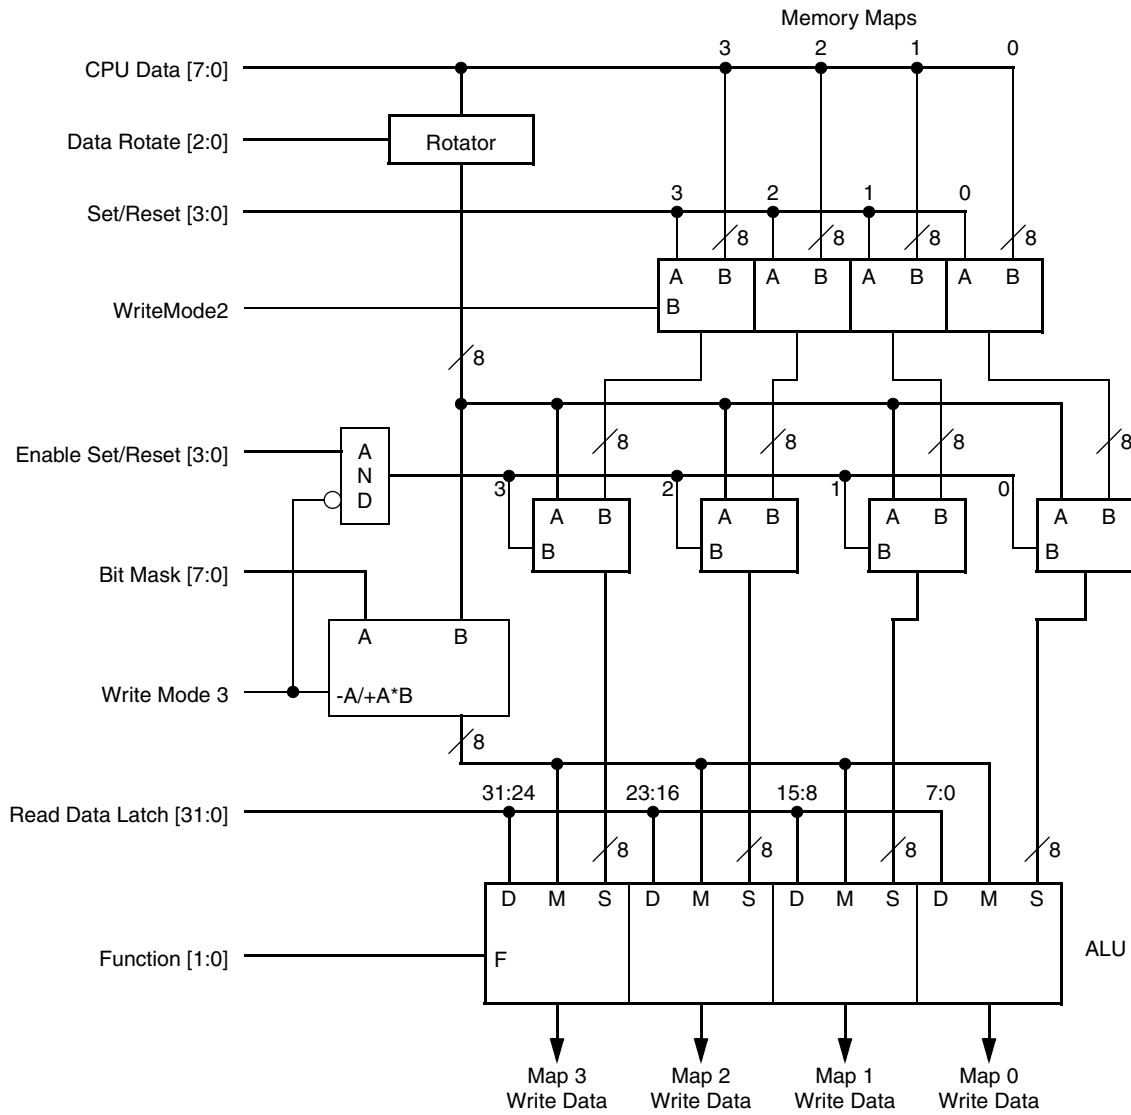 Memory Maps
3 2 1 0
CPU Data [7:0]
Data Rotate [2:0]
Rotator
3 2 1 0
Set/Reset [3:0]
8 8 8 8
A B A B A B A B
WriteMode2
B
8
8 8 8 8
Enable Set/Reset [3:0]
A
N
D
3 2 1 0
A B A B A B A B
B B B B
Bit Mask [7:0]
A B
Write Mode 3
-A/+A*B
8
31:24 23:16 15:8 7:0
Read Data Latch [31:0]
8 8 8 8
D M S D M S D M S D M S
ALU
Function [1:0]
F
Map 3 Map 2 Map 1 Map 0
Write Data Write Data Write Data Write Data